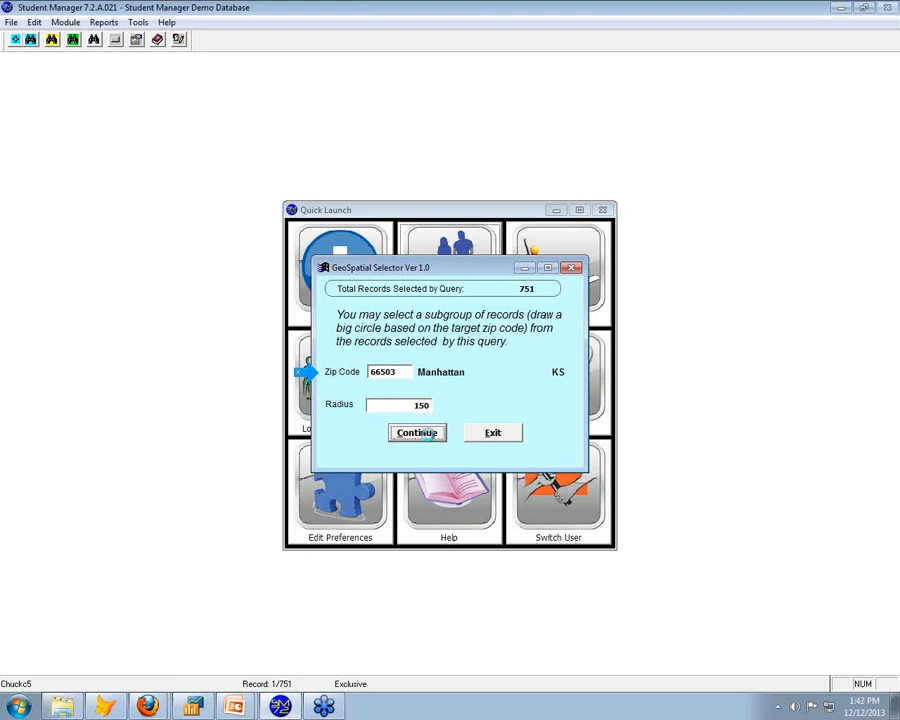 Student Manager 7.2.A.021 - Student Manager Demo Database
File Edit Module Reports Tools Help
Quick Launch
GeoSpatial Selector Ver 1.0
Total Records Selected by Query: 751
You may select a subgroup of records (draw a
big circle based on the target zip code) from
the records selected by this query.
Zip Code 66503 Manhattan KS
Radius 150
Continue Exit
Edit Preferences Help Switch User
Chuckc5 Record: 1/751 Exclusive NUM
1:42 PM
12/12/2013